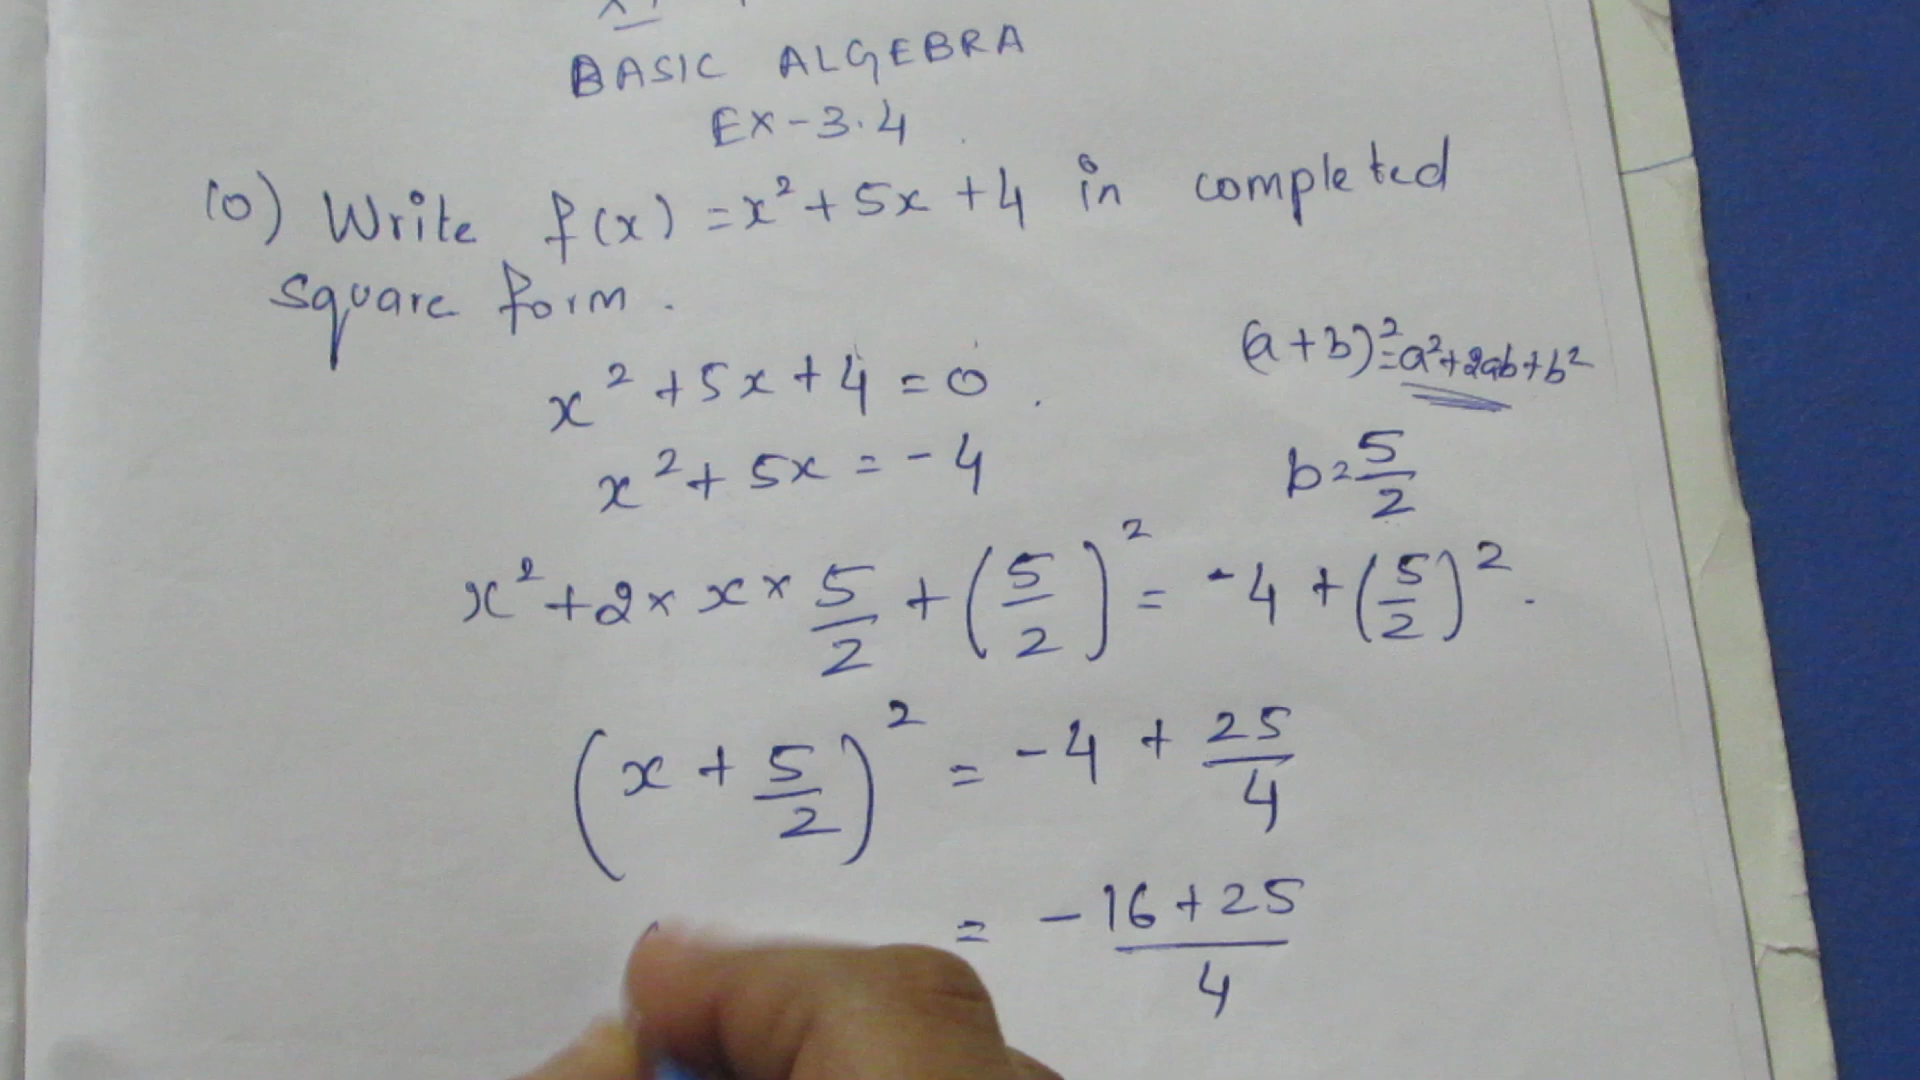 BASIC ALGEBRA
EX-3.4
10) Write f(x) = x² + 5x + 4 in completed
square form.
x² + 5x + 4 = 0.
(a+b)² = a² + 2ab + b²
x² + 5x = -4
b = 5/2
x² + 2 × x × 5/2 + (5/2)² = -4 + (5/2)².
(x + 5/2)² = -4 + 25/4
= -16 + 25 / 4